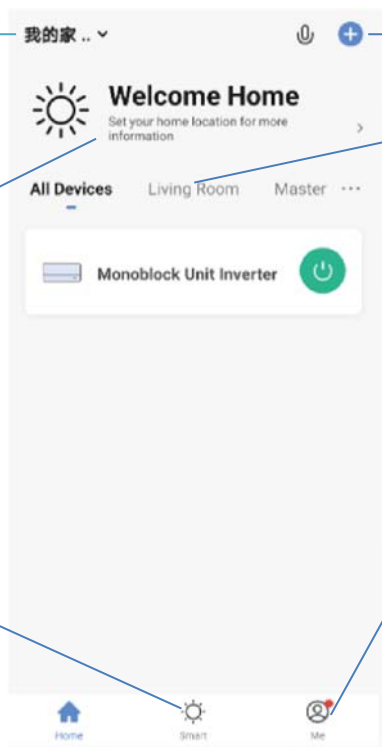 我的家 ..
Welcome Home
Set your home location for more
information
All Devices Living Room Master ...
Monoblock Unit Inverter
Home Smart Me